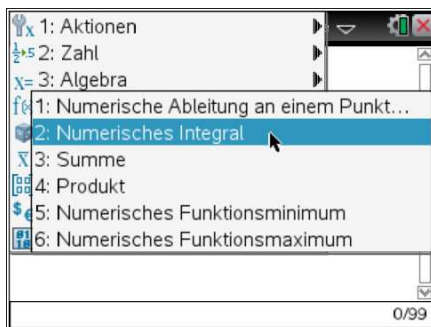 1: Aktionen
2: Zahl
3: Algebra
1: Numerische Ableitung an einem Punkt...
2: Numerisches Integral
3: Summe
4: Produkt
5: Numerisches Funktionsminimum
6: Numerisches Funktionsmaximum
0/99